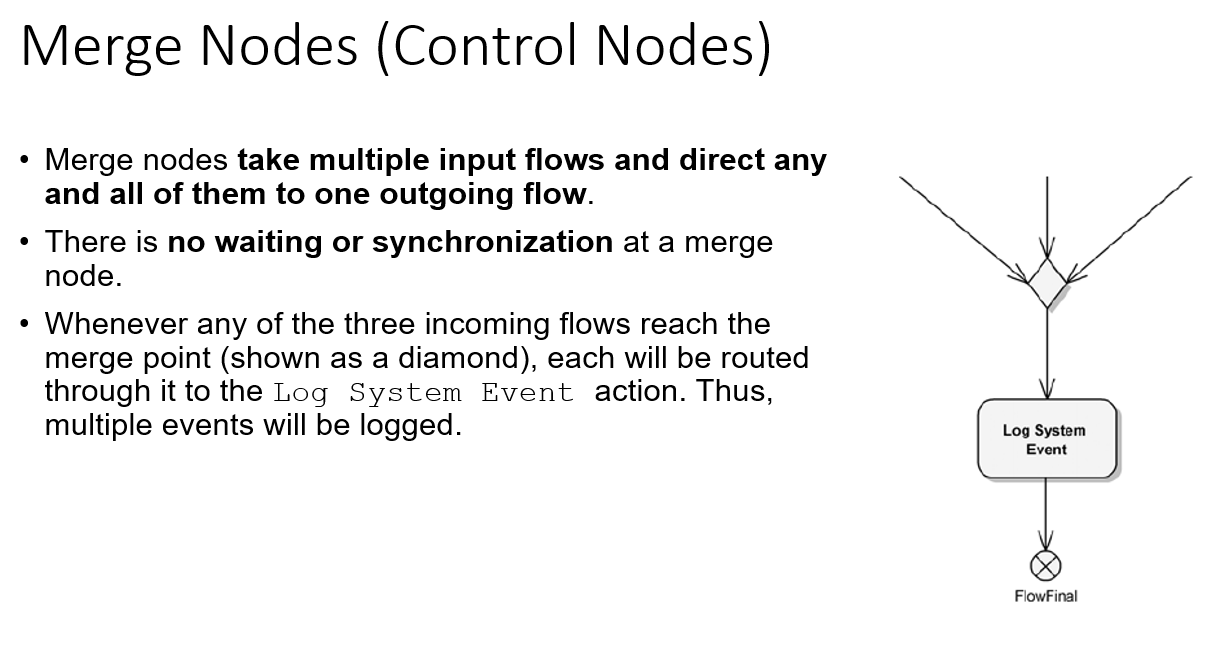 Merge Nodes (Control Nodes)
• Merge nodes take multiple input flows and direct any
and all of them to one outgoing flow.
• There is no waiting or synchronization at a merge
node.
• Whenever any of the three incoming flows reach the
merge point (shown as a diamond), each will be routed
through it to the Log System Event action. Thus,
multiple events will be logged.
Log System
Event
FlowFinal